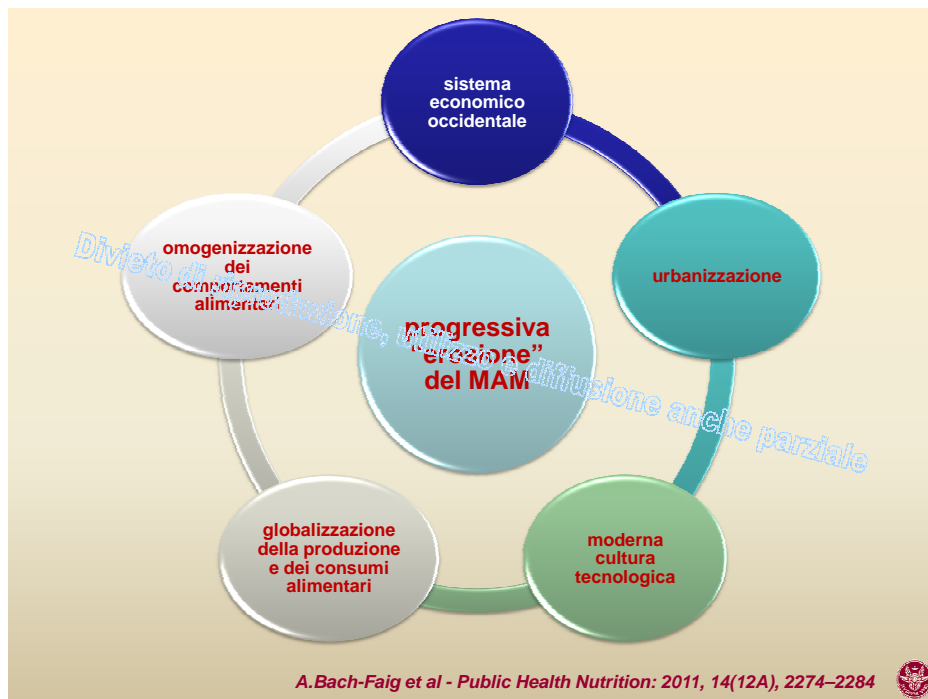 sistema
economico
occidentale
omogenizzazione
dei
comportamenti
alimentari
urbanizzazione
progressiva
“erosione”
del MAM
Divieto di riproduzione, utilizzo e diffusione anche parziale
globalizzazione
della produzione
e dei consumi
alimentari
moderna
cultura
tecnologica
A.Bach-Faig et al - Public Health Nutrition: 2011, 14(12A), 2274–2284